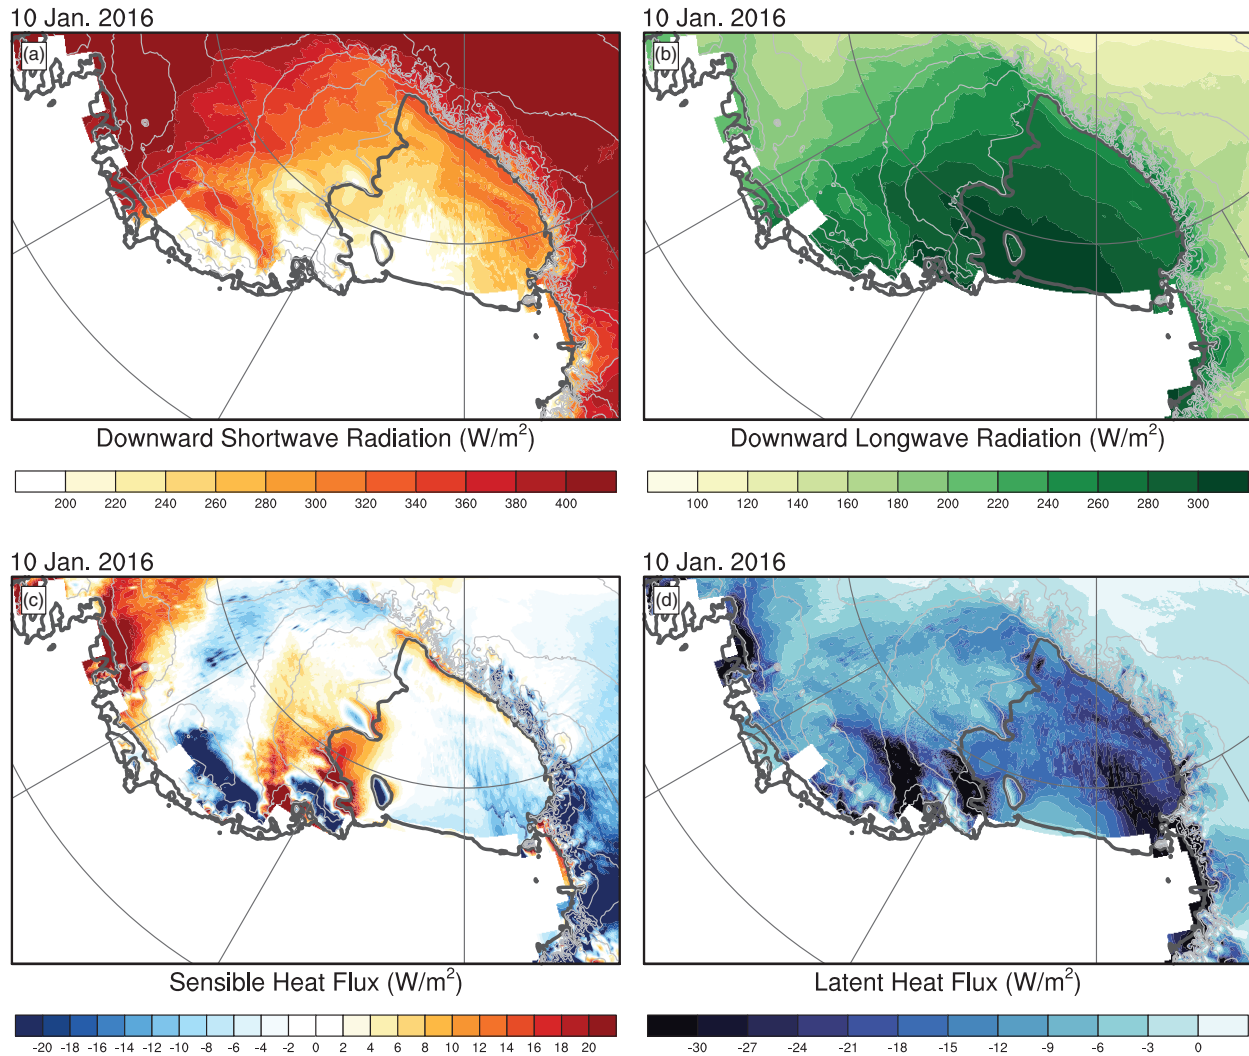 10 Jan. 2016
10 Jan. 2016
(a)
(b)
Downward Shortwave Radiation (W/m²)
Downward Longwave Radiation (W/m²)
200 220 240 260 280 300 320 340 360 380 400
100 120 140 160 180 200 220 240 260 280 300
10 Jan. 2016
10 Jan. 2016
(c)
(d)
Sensible Heat Flux (W/m²)
Latent Heat Flux (W/m²)
-20 -18 -16 -14 -12 -10 -8 -6 -4 -2 0 2 4 6 8 10 12 14 16 18 20
-30 -27 -24 -21 -18 -15 -12 -9 -6 -3 0